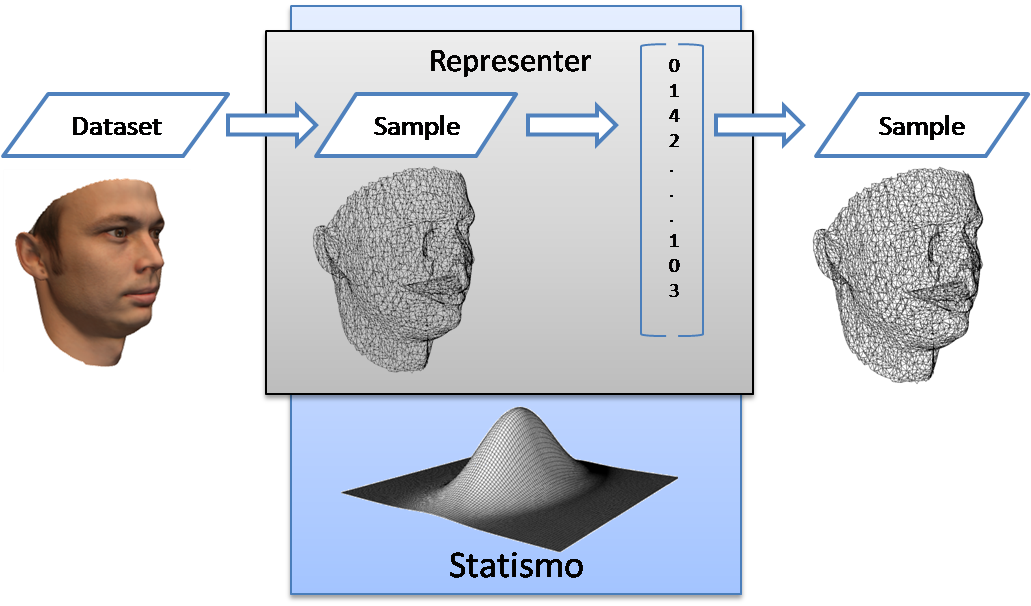 Representer
Dataset
Sample
0
1
4
2
.
.
.
1
0
3
Sample
Statismo